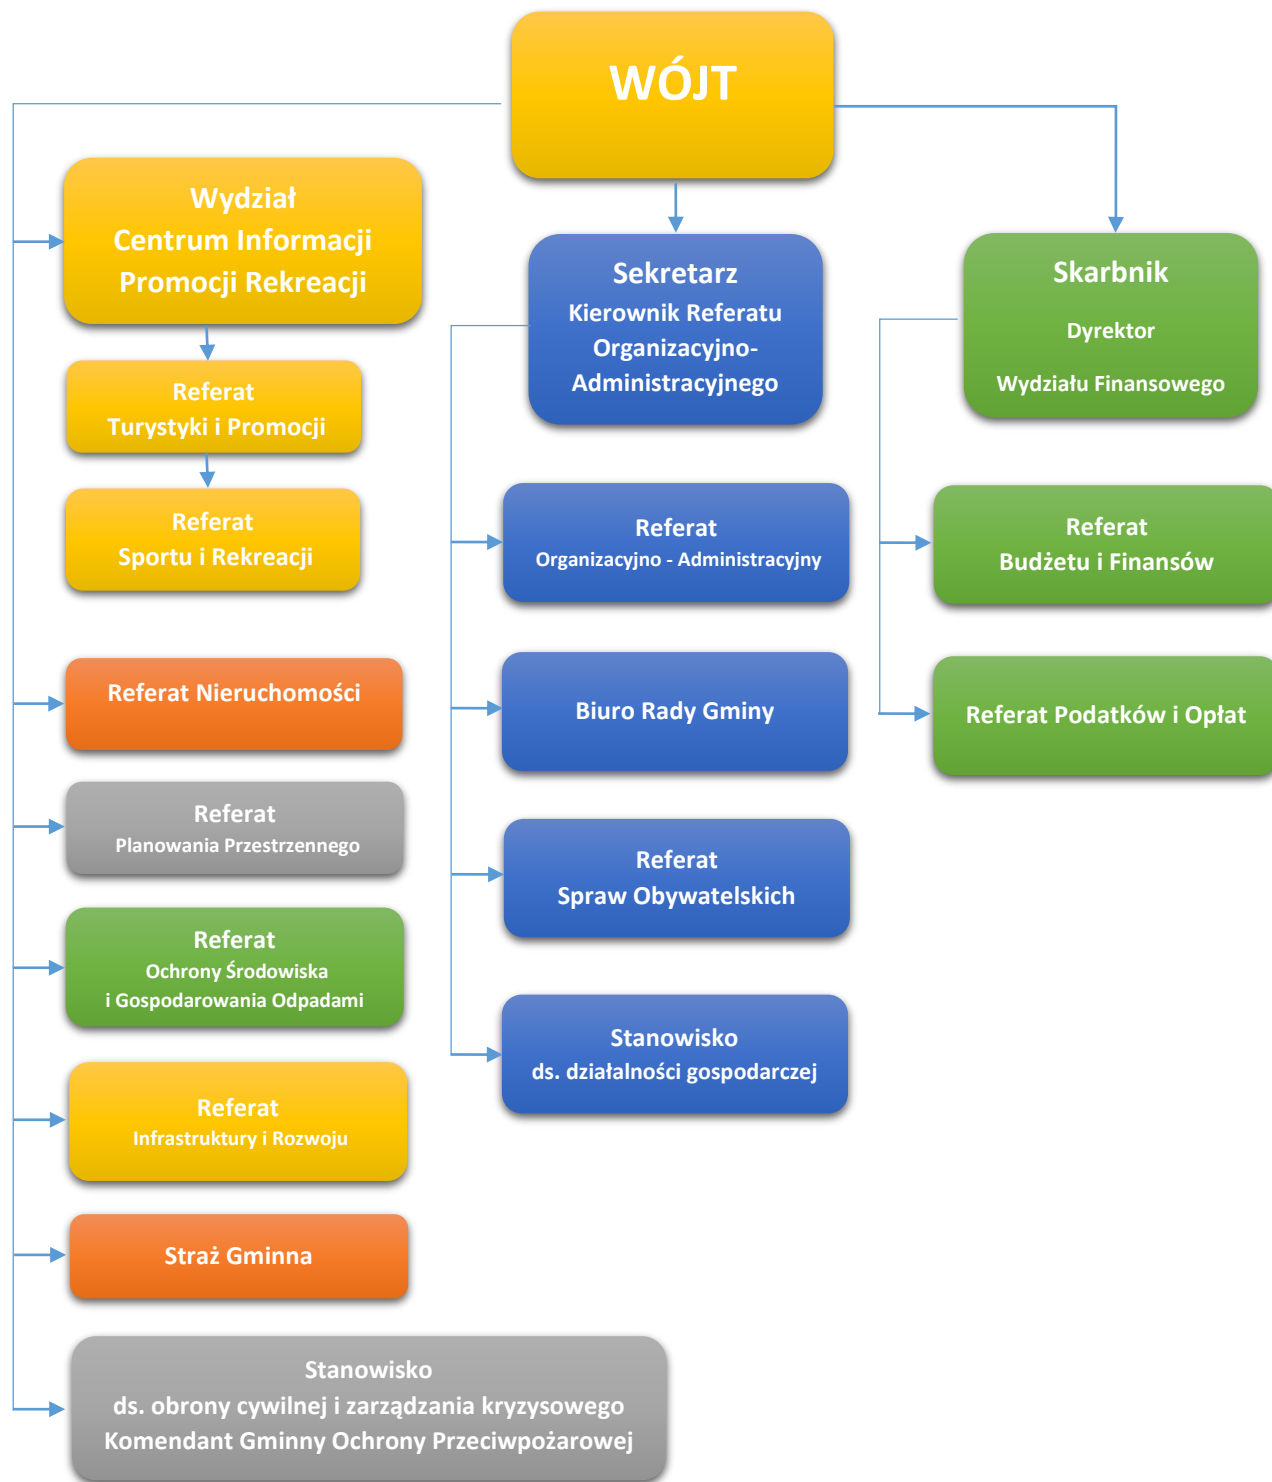 WÓJT
Wydział
Centrum Informacji
Promocji Rekreacji
Referat
Turystyki i Promocji
Referat
Sportu i Rekreacji
Referat Nieruchomości
Referat
Planowania Przestrzennego
Referat
Ochrony Środowiska
i Gospodarowania Odpadami
Referat
Infrastruktury i Rozwoju
Straż Gminna
Stanowisko
ds. obrony cywilnej i zarządzania kryzysowego
Komendant Gminny Ochrony Przeciwpożarowej
Sekretarz
Kierownik Referatu
Organizacyjno-
Administracyjnego
Referat
Organizacyjno - Administracyjny
Biuro Rady Gminy
Referat
Spraw Obywatelskich
Stanowisko
ds. działalności gospodarczej
Skarbnik
Dyrektor
Wydziału Finansowego
Referat
Budżetu i Finansów
Referat Podatków i Opłat